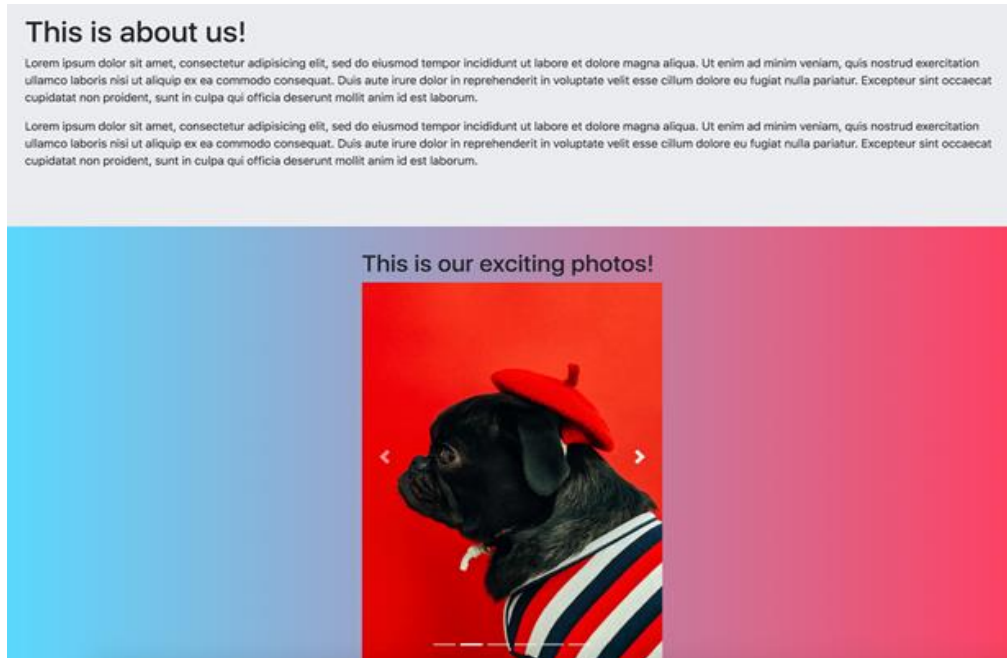 This is about us!
Lorem ipsum dolor sit amet, consectetur adipisicing elit, sed do eiusmod tempor incididunt ut labore et dolore magna aliqua. Ut enim ad minim veniam, quis nostrud exercitation
ullamco laboris nisi ut aliquip ex ea commodo consequat. Duis aute irure dolor in reprehenderit in voluptate velit esse cillum dolore eu fugiat nulla pariatur. Excepteur sint occaecat
cupidatat non proident, sunt in culpa qui officia deserunt mollit anim id est laborum.
Lorem ipsum dolor sit amet, consectetur adipisicing elit, sed do eiusmod tempor incididunt ut labore et dolore magna aliqua. Ut enim ad minim veniam, quis nostrud exercitation
ullamco laboris nisi ut aliquip ex ea commodo consequat. Duis aute irure dolor in reprehenderit in voluptate velit esse cillum dolore eu fugiat nulla pariatur. Excepteur sint occaecat
cupidatat non proident, sunt in culpa qui officia deserunt mollit anim id est laborum.
This is our exciting photos!